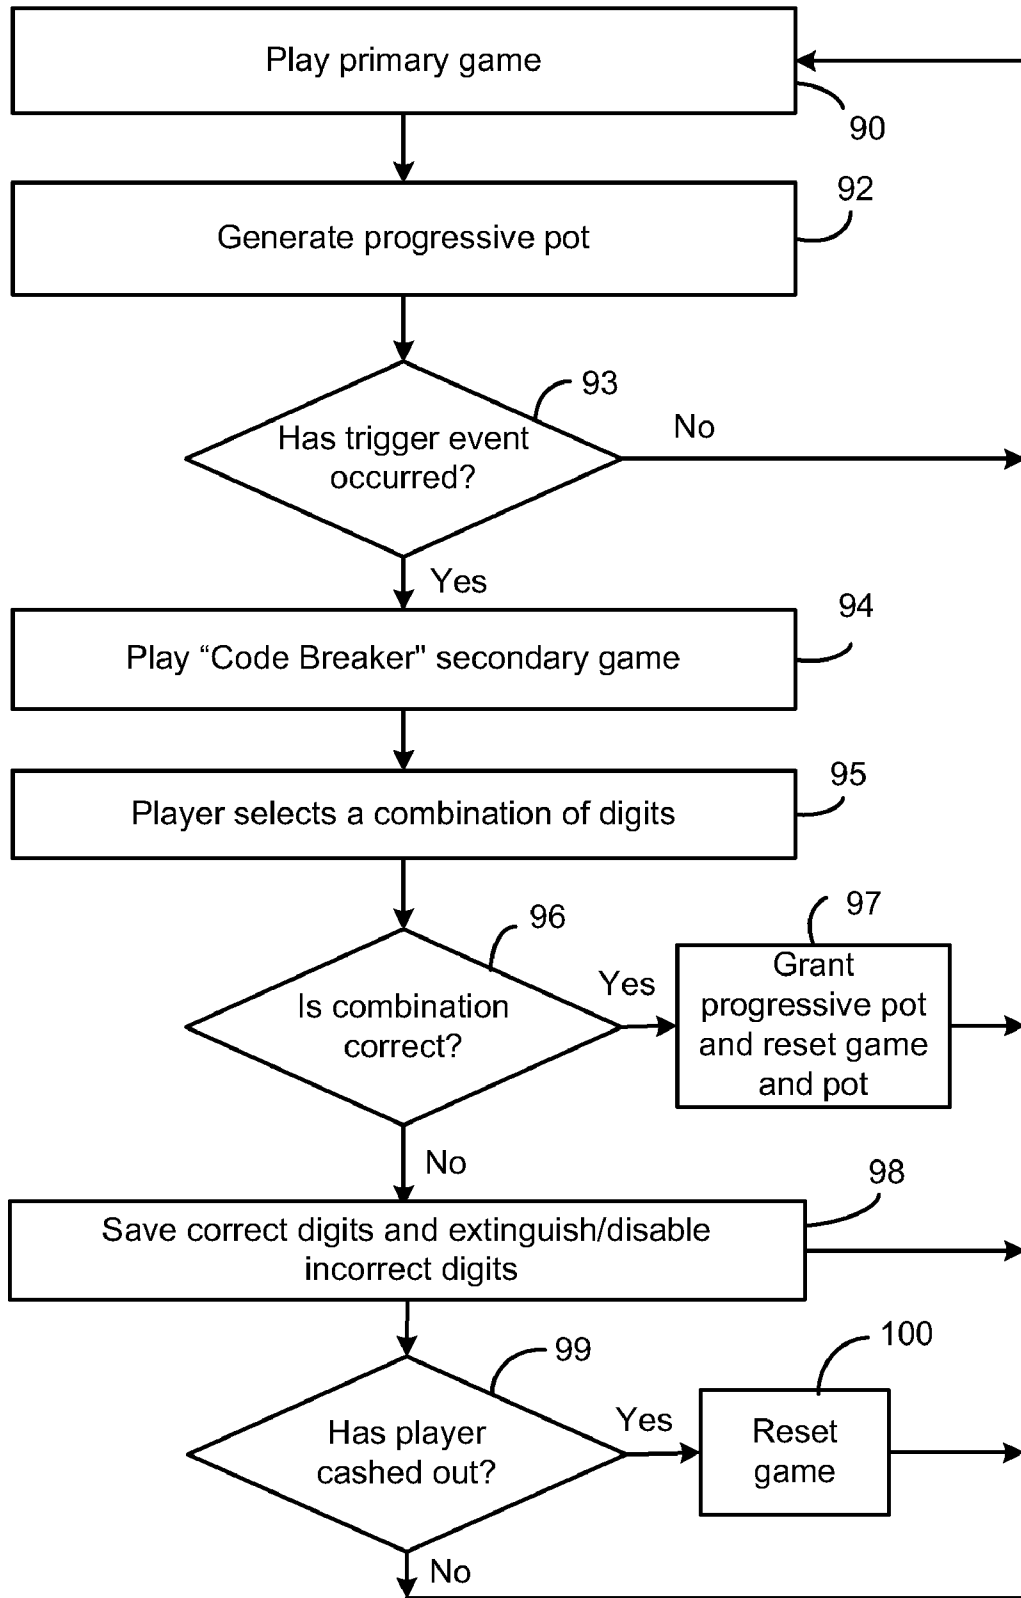 Play primary game
90
92
Generate progressive pot
93
Has trigger event
occurred?
No
Yes
94
Play “Code Breaker" secondary game
95
Player selects a combination of digits
96
97
Is combination
correct?
Yes
Grant
progressive pot
and reset game
and pot
No
98
Save correct digits and extinguish/disable
incorrect digits
99
100
Has player
cashed out?
Yes
Reset
game
No